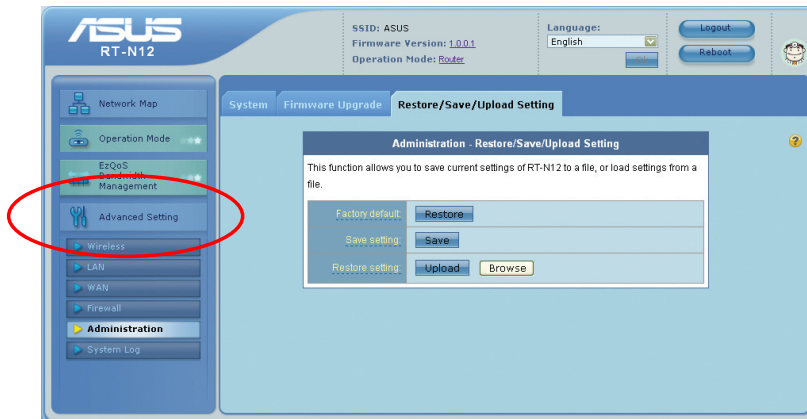 ASUS
RT-N12
SSID: ASUS
Firmware Version: 1.0.0.1
Operation Mode: Router
Language:
English
Logout
Reboot
Network Map
Operation Mode
EzQoS
Bandwidth
Management
Advanced Setting
Wireless
LAN
WAN
Firewall
Administration
System Log
System Firmware Upgrade Restore/Save/Upload Setting
Administration - Restore/Save/Upload Setting
This function allows you to save current settings of RT-N12 to a file, or load settings from a
file.
Factory default: Restore
Save setting: Save
Restore setting: Upload Browse